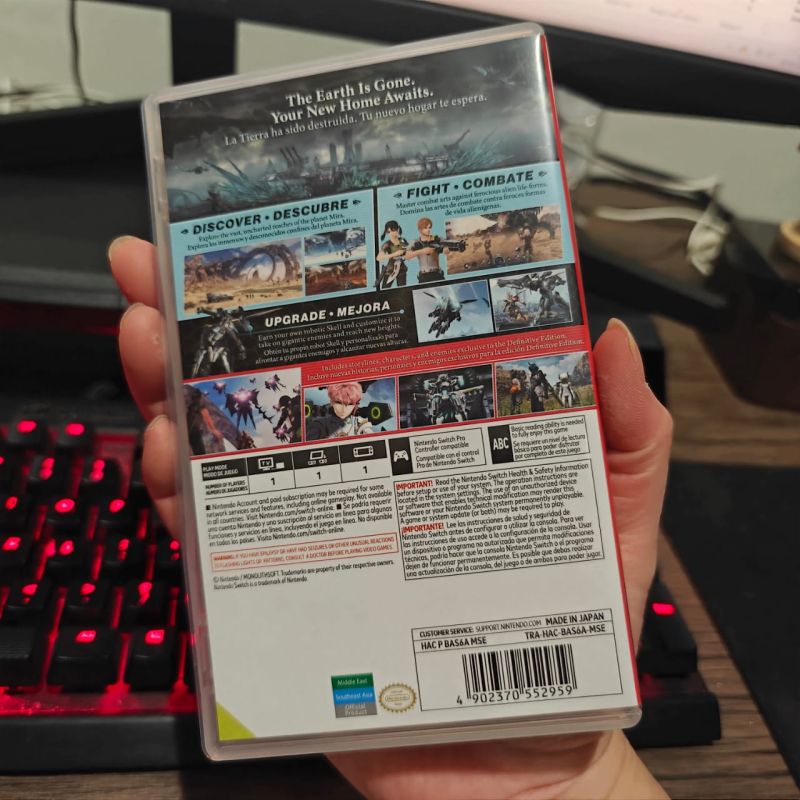 The Earth Is Gone.
Your New Home Awaits.
La Tierra ha sido destruida. Tu nuevo hogar te espera.
DISCOVER • DESCUBRE
Explore the vast, uncharted reaches of the planet Mira.
Explora los inmensos y desconocidos confines del planeta Mira.
FIGHT • COMBATE
Master combat arts against ferocious alien life-forms.
Domina las artes de combate contra feroces formas
de vida alienígenas.
UPGRADE • MEJORA
Earn your own robotic Skell and customize it to
take on gigantic enemies and reach new heights.
Obtén tu propio robot Skell y personalízalo para
afrontar a gigantes enemigos y alcanzar nuevas alturas.
Includes storylines, characters, and enemies exclusive to the Definitive Edition.
Incluye nuevas historias, personajes y enemigos exclusivos para la edición Definitive Edition.
PLAY MODE
MODO DE JUEGO
NUMBER OF PLAYERS
NÚMERO DE JUGADORES
1
1
1
Nintendo Switch Pro
Controller compatible
Compatible con el control
Pro de Nintendo Switch
ABC
Basic reading ability is needed
to fully enjoy this game
Se requiere un nivel de lectura
básico para poder disfrutar
por completo de este juego
■ Nintendo Account and paid subscription may be required for some
network services and features, including online gameplay. Not available
in all countries. Visit Nintendo.com/switch-online. ■ Se podría requerir
una cuenta Nintendo y una suscripción al servicio en línea para algunas
funciones y servicios en línea, incluyendo el juego en línea. No disponible
en todos los países. Visita Nintendo.com/switch-online.
WARNING: IF YOU HAVE EPILEPSY OR HAVE HAD SEIZURES OR OTHER UNUSUAL REACTIONS
TO FLASHING LIGHTS OR PATTERNS, CONSULT A DOCTOR BEFORE PLAYING VIDEO GAMES.
© Nintendo / MONOLITHSOFT. Trademarks are property of their respective owners.
Nintendo Switch is a trademark of Nintendo.
IMPORTANT! Read the Nintendo Switch Health & Safety Information
before setup or use of your system. The operation instructions are
located in the system settings. The use of an unauthorized device
or software that enables technical modification may render this
software or your Nintendo Switch system permanently unplayable.
A game or system update (or both) may be required to play.
¡IMPORTANTE! Lee las instrucciones de salud y seguridad de
Nintendo Switch antes de configurar o utilizar la consola. Para ver
las instrucciones de uso accede a la configuración de la consola. Usar
un dispositivo o programa no autorizado que permita modificaciones
técnicas, podría hacer que la consola Nintendo Switch o el programa
dejen de funcionar permanentemente. Es posible que debas realizar
una actualización de la consola, del juego o de ambos para poder jugar.
CUSTOMER SERVICE: SUPPORT.NINTENDO.COM MADE IN JAPAN
HAC P BAS6A MSE TRA-HAC-BAS6A-MSE
4 902370 552959
Middle East
Southeast Asia
Official
Product